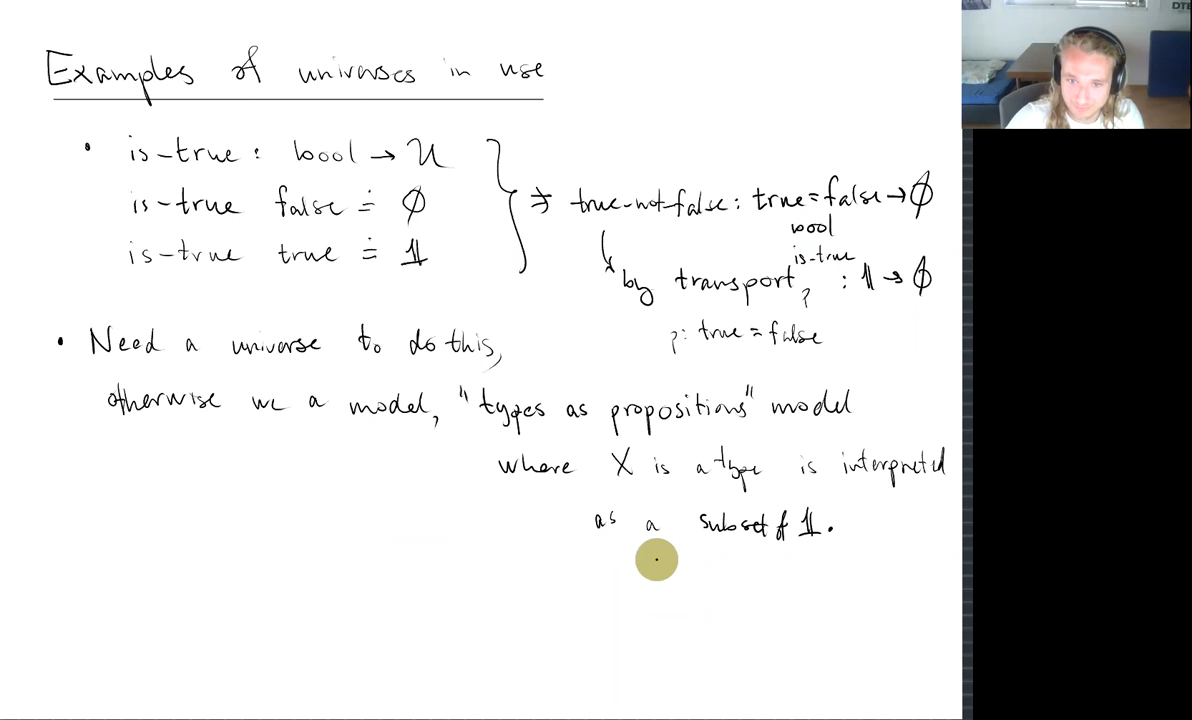 Examples of universes in use
• is-true : bool → U
is-true false ≐ ∅
is-true true ≐ 𝟙
⇒ true-not-false : true = false → ∅
bool
by transport is-true p : 𝟙 → ∅
p : true = false
• Need a universe to do this,
otherwise we a model, "types as propositions" model
where X is a type is interpreted
as a subset of 𝟙.